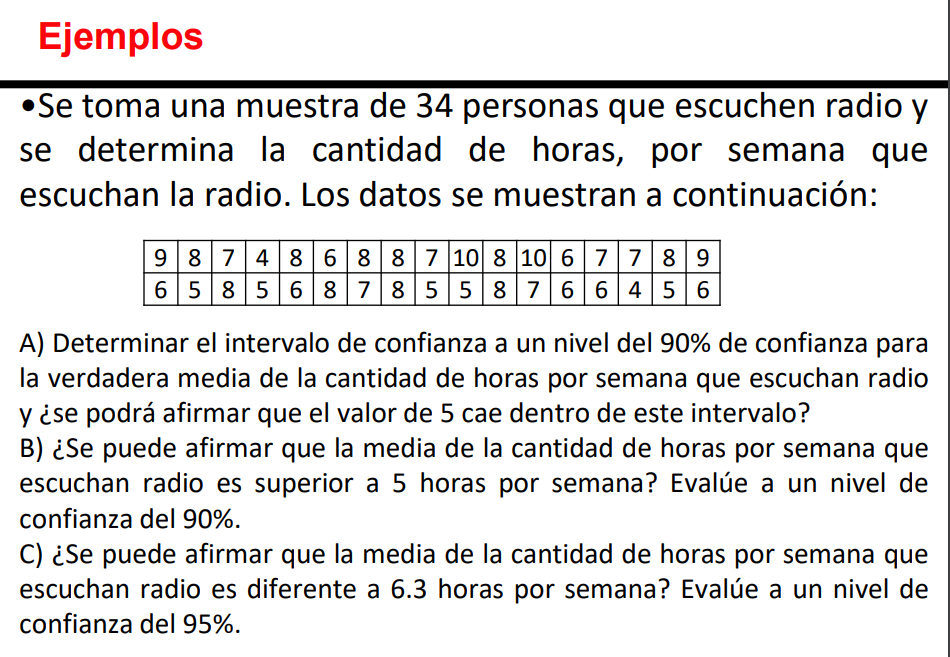 Ejemplos
•Se toma una muestra de 34 personas que escuchen radio y
se determina la cantidad de horas, por semana que
escuchan la radio. Los datos se muestran a continuación:
9 8 7 4 8 6 8 8 7 10 8 10 6 7 7 8 9
6 5 8 5 6 8 7 8 5 5 8 7 6 6 4 5 6
A) Determinar el intervalo de confianza a un nivel del 90% de confianza para
la verdadera media de la cantidad de horas por semana que escuchan radio
y ¿se podrá afirmar que el valor de 5 cae dentro de este intervalo?
B) ¿Se puede afirmar que la media de la cantidad de horas por semana que
escuchan radio es superior a 5 horas por semana? Evalúe a un nivel de
confianza del 90%.
C) ¿Se puede afirmar que la media de la cantidad de horas por semana que
escuchan radio es diferente a 6.3 horas por semana? Evalúe a un nivel de
confianza del 95%.